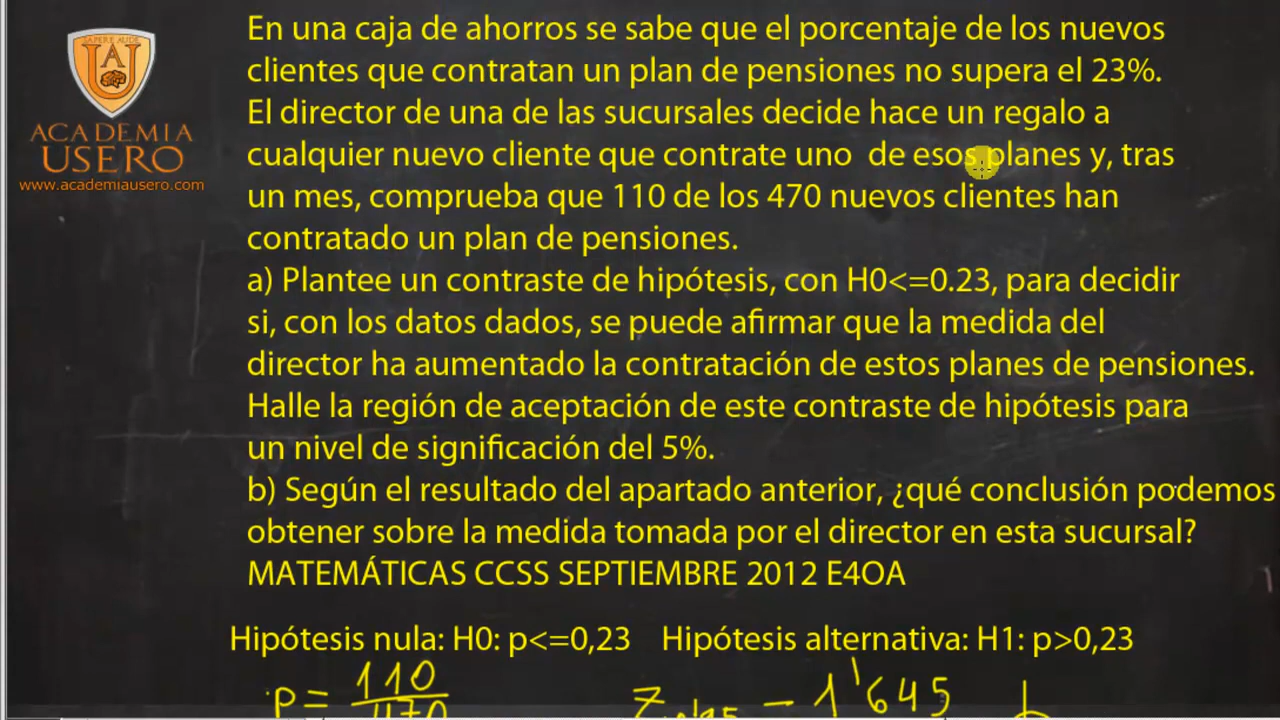 SAPERE AUDE
UA
ACADEMIA
USERO
www.academiausero.com
En una caja de ahorros se sabe que el porcentaje de los nuevos
clientes que contratan un plan de pensiones no supera el 23%.
El director de una de las sucursales decide hace un regalo a
cualquier nuevo cliente que contrate uno de esos planes y, tras
un mes, comprueba que 110 de los 470 nuevos clientes han
contratado un plan de pensiones.
a) Plantee un contraste de hipótesis, con H0<=0.23, para decidir
si, con los datos dados, se puede afirmar que la medida del
director ha aumentado la contratación de estos planes de pensiones.
Halle la región de aceptación de este contraste de hipótesis para
un nivel de significación del 5%.
b) Según el resultado del apartado anterior, ¿qué conclusión podemos
obtener sobre la medida tomada por el director en esta sucursal?
MATEMÁTICAS CCSS SEPTIEMBRE 2012 E4OA
Hipótesis nula: H0: p<=0,23 Hipótesis alternativa: H1: p>0,23
p = 110
470
Z = 1'645